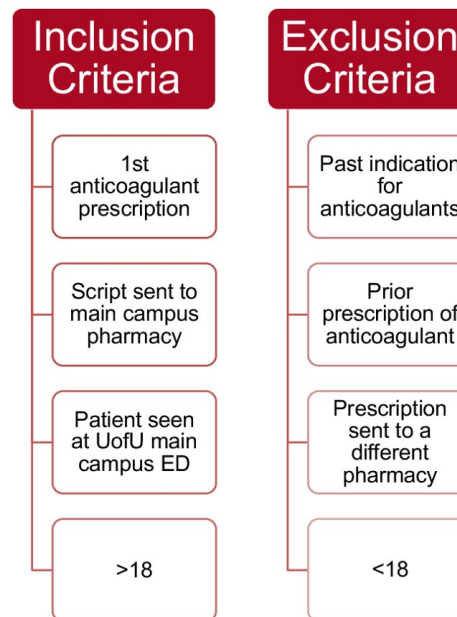 Inclusion
Criteria
1st
anticoagulant
prescription
Script sent to
main campus
pharmacy
Patient seen
at UofU main
campus ED
>18
Exclusion
Criteria
Past indication
for
anticoagulants
Prior
prescription of
anticoagulant
Prescription
sent to a
different
pharmacy
<18